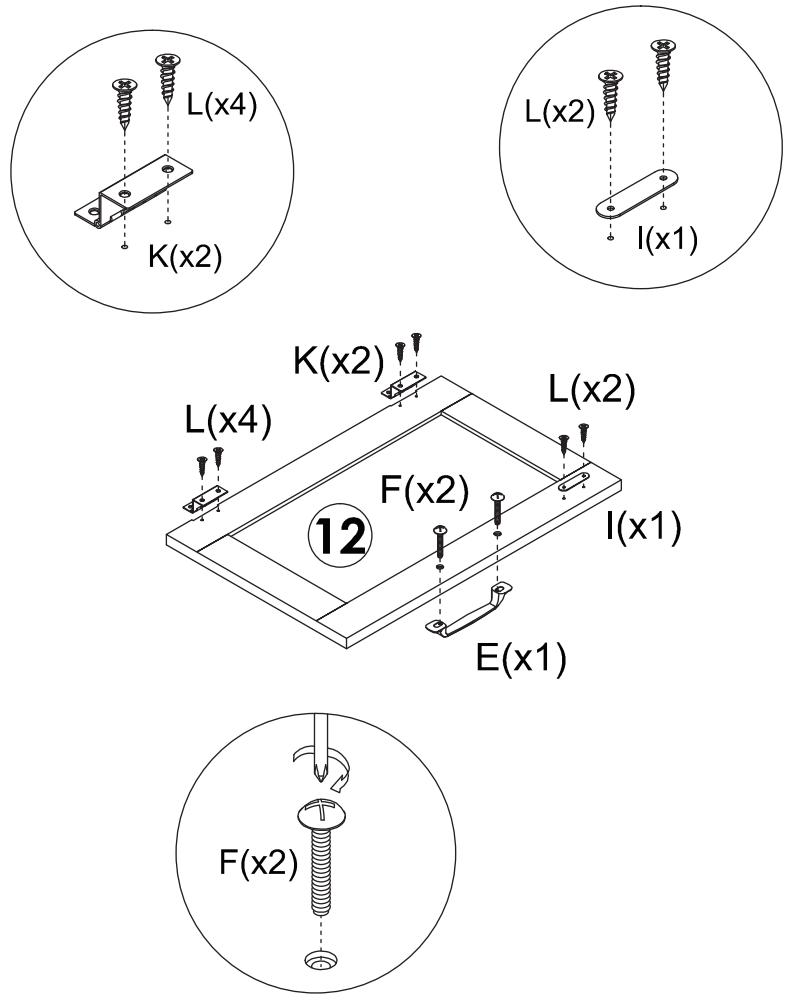 L(x4)
K(x2)
L(x2)
I(x1)
K(x2)
L(x4)
L(x2)
F(x2)
12
I(x1)
E(x1)
F(x2)